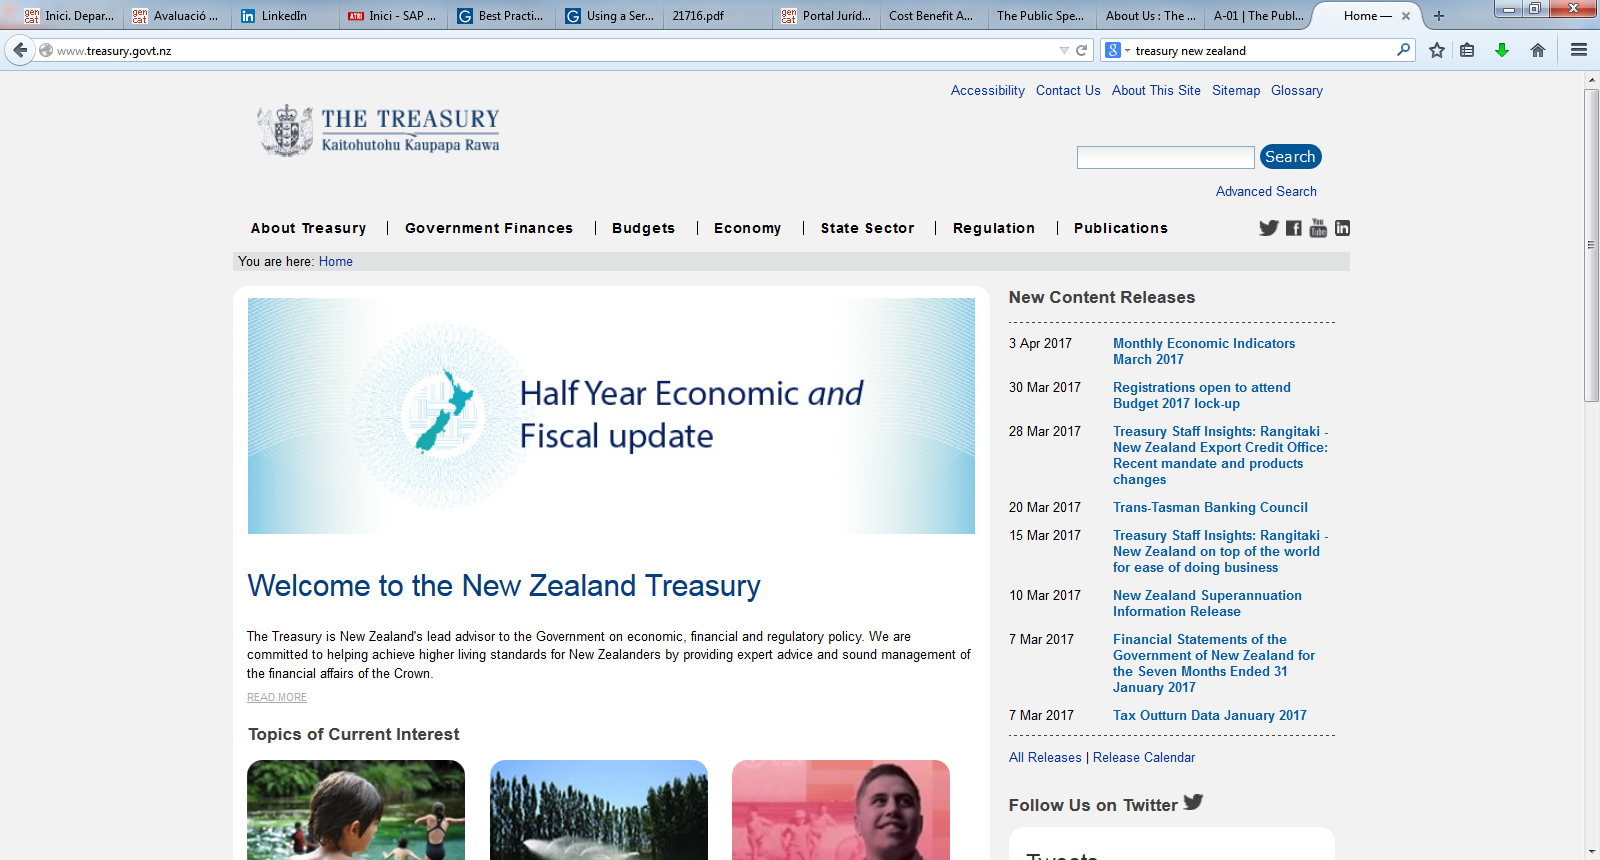 Inici. Depar...
Avaluació ...
LinkedIn
Inici - SAP ...
Best Practi...
Using a Ser...
21716.pdf
Portal Juríd...
Cost Benefit A...
The Public Spe...
About Us : The ...
A-01 | The Publ...
Home —
www.treasury.govt.nz
treasury new zealand
Accessibility Contact Us About This Site Sitemap Glossary
THE TREASURY
Kaitohutohu Kaupapa Rawa
Search
Advanced Search
About Treasury | Government Finances | Budgets | Economy | State Sector | Regulation | Publications
You are here: Home
Half Year Economic and
Fiscal update
Welcome to the New Zealand Treasury
The Treasury is New Zealand's lead advisor to the Government on economic, financial and regulatory policy. We are
committed to helping achieve higher living standards for New Zealanders by providing expert advice and sound management of
the financial affairs of the Crown.
READ MORE
Topics of Current Interest
New Content Releases
3 Apr 2017 Monthly Economic Indicators
March 2017
30 Mar 2017 Registrations open to attend
Budget 2017 lock-up
28 Mar 2017 Treasury Staff Insights: Rangitaki -
New Zealand Export Credit Office:
Recent mandate and products
changes
20 Mar 2017 Trans-Tasman Banking Council
15 Mar 2017 Treasury Staff Insights: Rangitaki -
New Zealand on top of the world
for ease of doing business
10 Mar 2017 New Zealand Superannuation
Information Release
7 Mar 2017 Financial Statements of the
Government of New Zealand for
the Seven Months Ended 31
January 2017
7 Mar 2017 Tax Outturn Data January 2017
All Releases | Release Calendar
Follow Us on Twitter
Tweets